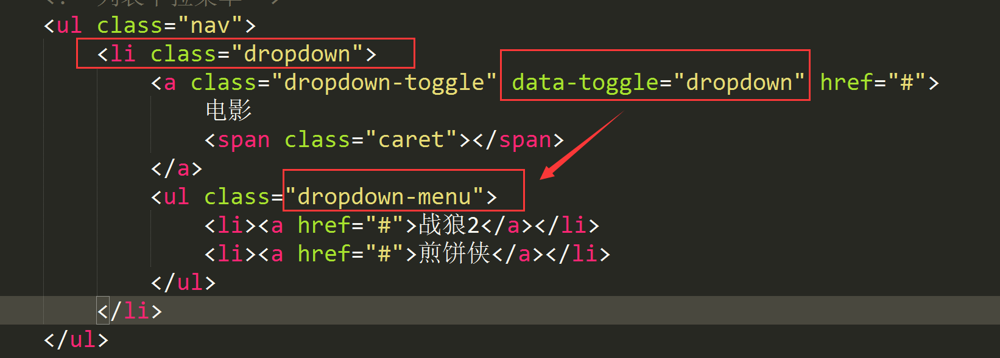 <ul class="nav">
<li class="dropdown">
<a class="dropdown-toggle" data-toggle="dropdown" href="#">
电影
<span class="caret"></span>
</a>
<ul class="dropdown-menu">
<li><a href="#">战狼2</a></li>
<li><a href="#">煎饼侠</a></li>
</ul>
</li>
</ul>